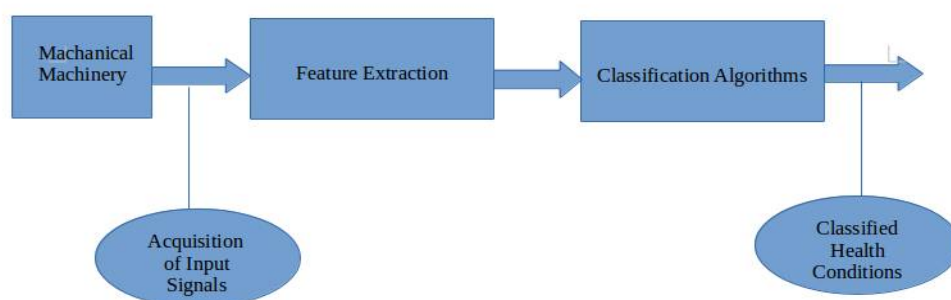 Machanical
Machinery
Feature Extraction
Classification Algorithms
Acquisition
of Input
Signals
Classified
Health
Conditions